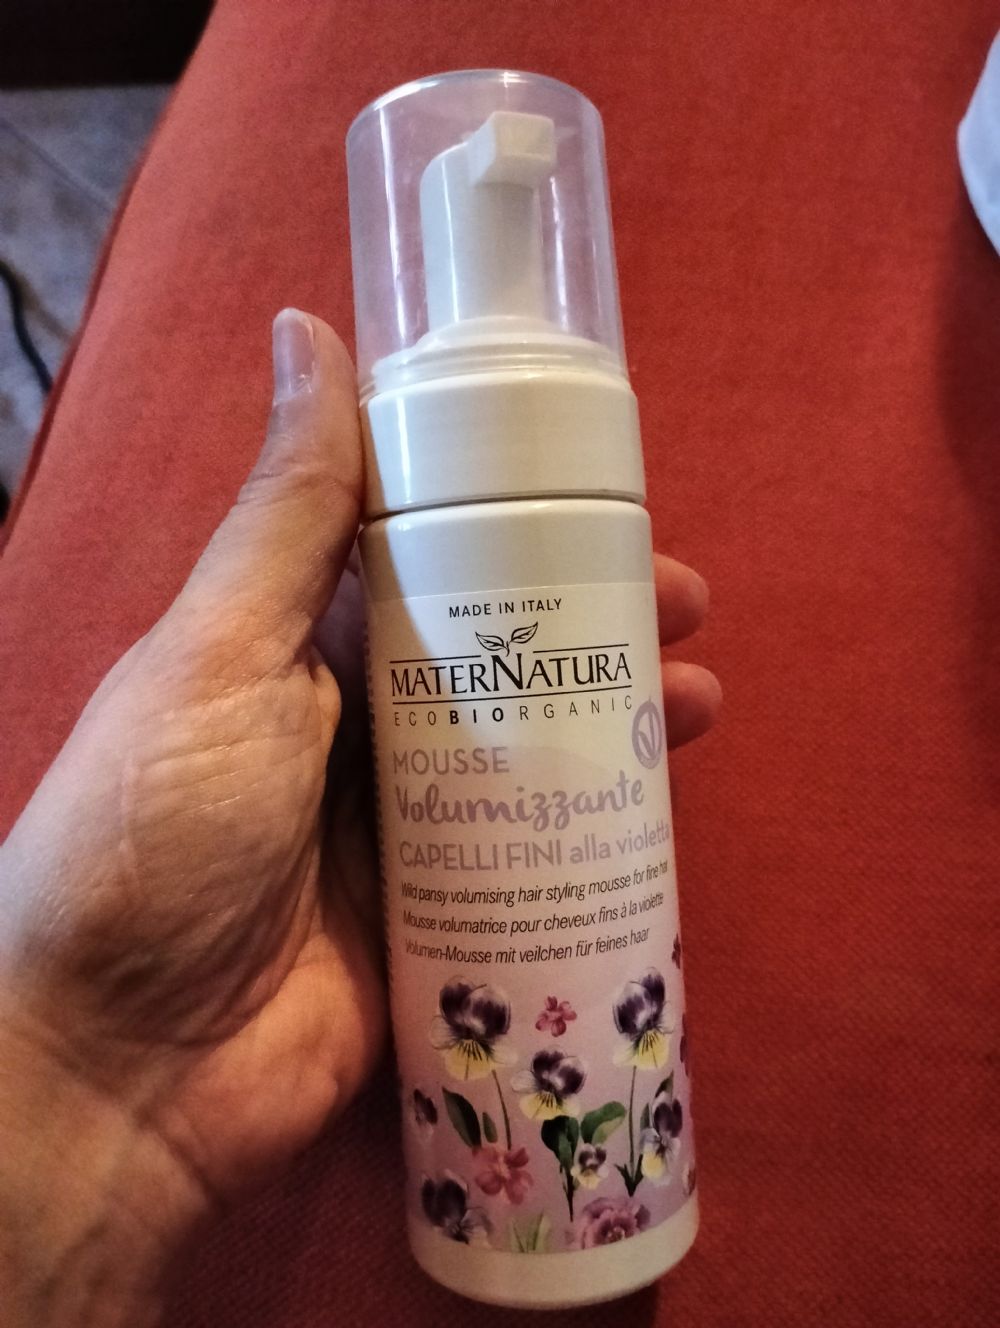 MADE IN ITALY
MATERNATURA
ECOBIORGANIC
MOUSSE
Volumizzante
CAPELLI FINI alla violetta
Wild pansy volumising hair styling mousse for fine hair
Mousse volumatrice pour cheveux fins à la violette
Volumen-Mousse mit veilchen für feines haar